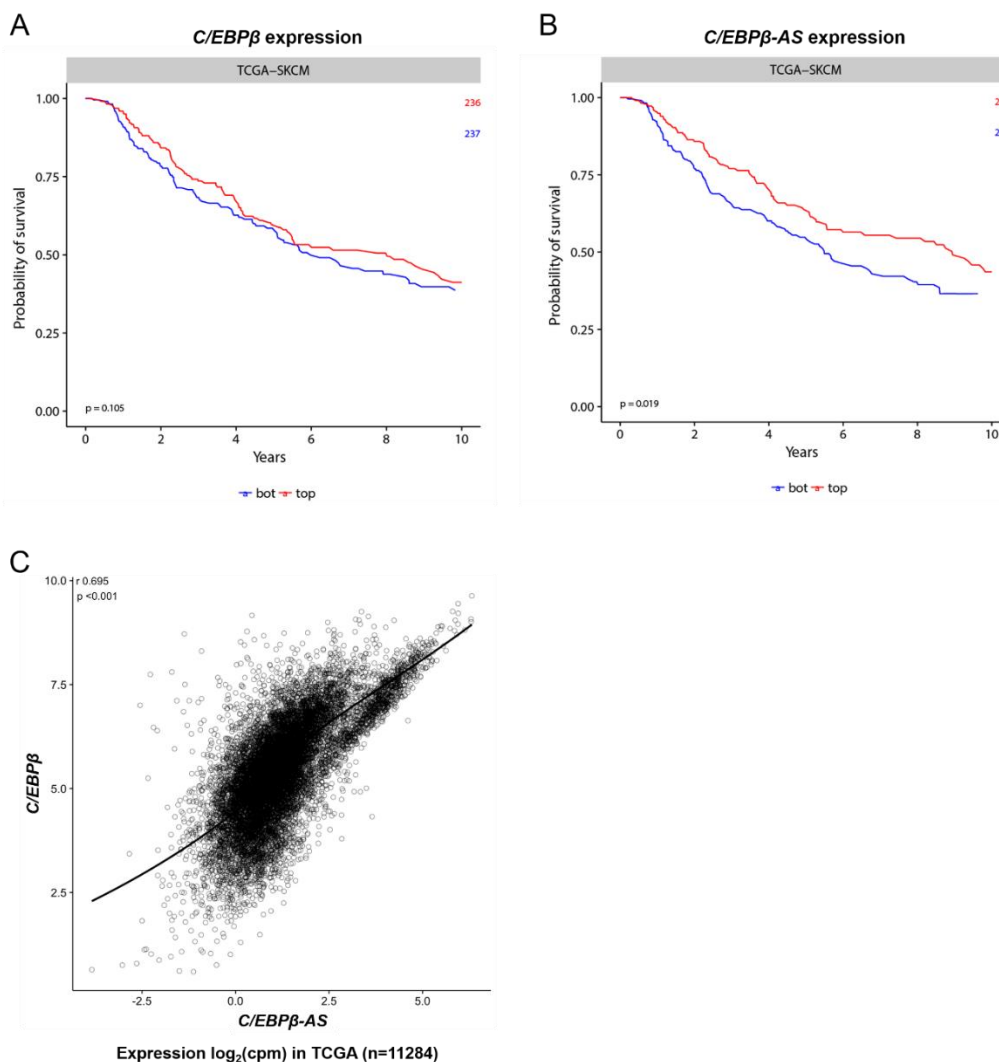 A
C/EBPβ expression
TCGA−SKCM
1.00
0.75
0.50
0.25
0.00
Probability of survival
236
237
p = 0.105
0 2 4 6 8 10
Years
bot top
B
C/EBPβ-AS expression
TCGA−SKCM
1.00
0.75
0.50
0.25
0.00
Probability of survival
2
2
p = 0.019
0 2 4 6 8 10
Years
bot top
C
10.0
7.5
5.0
2.5
C/EBPβ
r 0.695
p <0.001
-2.5 0.0 2.5 5.0
C/EBPβ-AS
Expression log₂(cpm) in TCGA (n=11284)